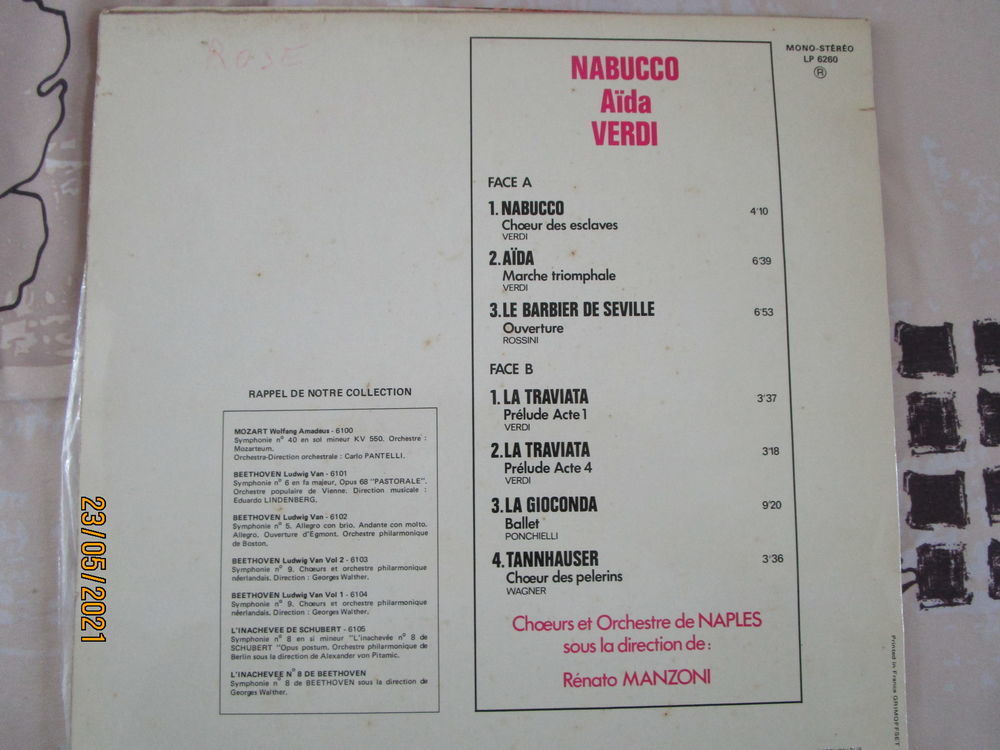 ROSE
MONO-STÉRÉO
LP 6260
®
NABUCCO
Aïda
VERDI
FACE A
1. NABUCCO 4'10
Chœur des esclaves
VERDI
2. AÏDA 6'39
Marche triomphale
VERDI
3. LE BARBIER DE SEVILLE 6'53
Ouverture
ROSSINI
FACE B
1. LA TRAVIATA 3'37
Prélude Acte 1
VERDI
2. LA TRAVIATA 3'18
Prélude Acte 4
VERDI
3. LA GIOCONDA 9'20
Ballet
PONCHIELLI
4. TANNHAUSER 3'36
Chœur des pelerins
WAGNER
Chœurs et Orchestre de NAPLES
sous la direction de :
Rénato MANZONI
RAPPEL DE NOTRE COLLECTION
MOZART Wolfang Amadeus - 6100
Symphonie n° 40 en sol mineur KV 550. Orchestre :
Mozarteum.
Orchestra-Direction orchestrale : Carlo PANTELLI.
BEETHOVEN Ludwig Van - 6101
Symphonie n° 6 en fa majeur, Opus 68 "PASTORALE".
Orchestre populaire de Vienne. Direction musicale :
Eduardo LINDENBERG.
BEETHOVEN Ludwig Van - 6102
Symphonie n° 5. Allegro con brio. Andante con molto.
Allegro. Ouverture d'Egmont. Orchestre philharmonique
de Boston.
BEETHOVEN Ludwig Van Vol 2 - 6103
Symphonie n° 9. Chœurs et orchestre philharmonique
néerlandais. Direction : Georges Walther.
BEETHOVEN Ludwig Van Vol 1 - 6104
Symphonie n° 9. Chœurs et orchestre philharmonique
néerlandais. Direction : Georges Walther.
L'INACHEVEE DE SCHUBERT - 6105
Symphonie n° 8 en si mineur "L'inachevée n° 8 de
SCHUBERT "Opus postum. Orchestre philharmonique de
Berlin sous la direction de Alexander von Pitamic.
L'INACHEVEE N° 8 DE BEETHOVEN
Symphonie n° 8 de BEETHOVEN sous la direction de
Georges Walther.
Printed in France OFFSET
23/05/2021